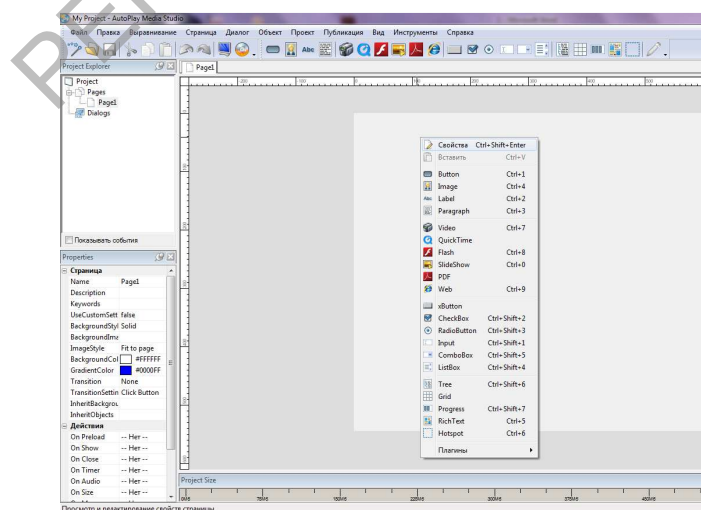 My Project - AutoPlay Media Studio
Файл Правка Выравнивание Страница Диалог Объект Проект Публикация Вид Инструменты Справка
Project Explorer
Page1
Project
Pages
Page1
Dialogs
Показывать события
Properties
Страница
Name Page1
Description
Keywords
UseCustomSett false
BackgroundStyl Solid
BackgroundIma
ImageStyle Fit to page
BackgroundCol #FFFFFF
GradientColor #0000FF
Transition None
TransitionSettin Click Button
InheritBackgrou
InheritObjects
Действия
On Preload -- Нет --
On Show -- Нет --
On Close -- Нет --
On Timer -- Нет --
On Audio -- Нет --
On Size -- Нет --
Свойства Ctrl+Shift+Enter
Вставить Ctrl+V
Button Ctrl+1
Image Ctrl+4
Label Ctrl+2
Paragraph Ctrl+3
Video Ctrl+7
QuickTime
Flash Ctrl+8
SlideShow Ctrl+0
PDF
Web Ctrl+9
xButton
CheckBox Ctrl+Shift+2
RadioButton Ctrl+Shift+3
Input Ctrl+Shift+1
ComboBox Ctrl+Shift+5
ListBox Ctrl+Shift+4
Tree Ctrl+Shift+6
Grid
Progress Ctrl+Shift+7
RichText Ctrl+5
Hotspot Ctrl+6
Плагины
Project Size
0Мб 75Мб 150Мб 225Мб 300Мб 375Мб 450Мб
Просмотр и редактирование свойств страницы